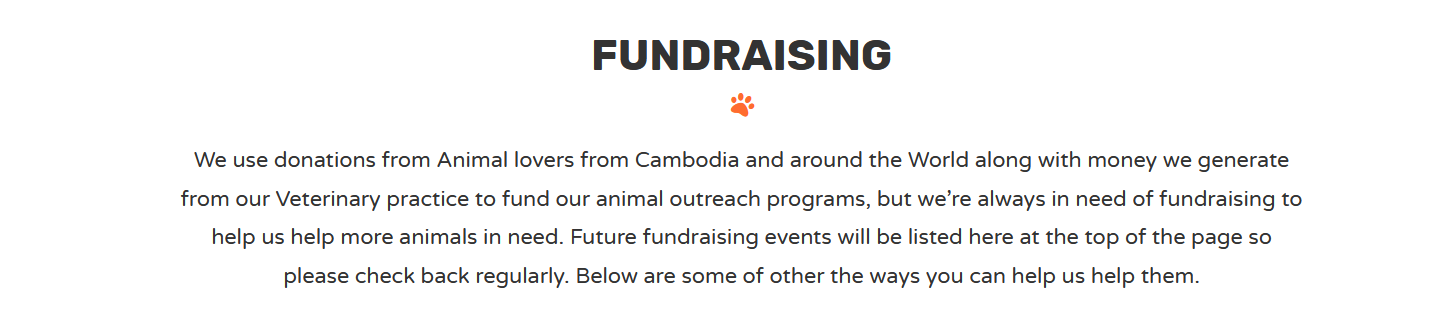 FUNDRAISING
We use donations from Animal lovers from Cambodia and around the World along with money we generate
from our Veterinary practice to fund our animal outreach programs, but we’re always in need of fundraising to
help us help more animals in need. Future fundraising events will be listed here at the top of the page so
please check back regularly. Below are some of other the ways you can help us help them.